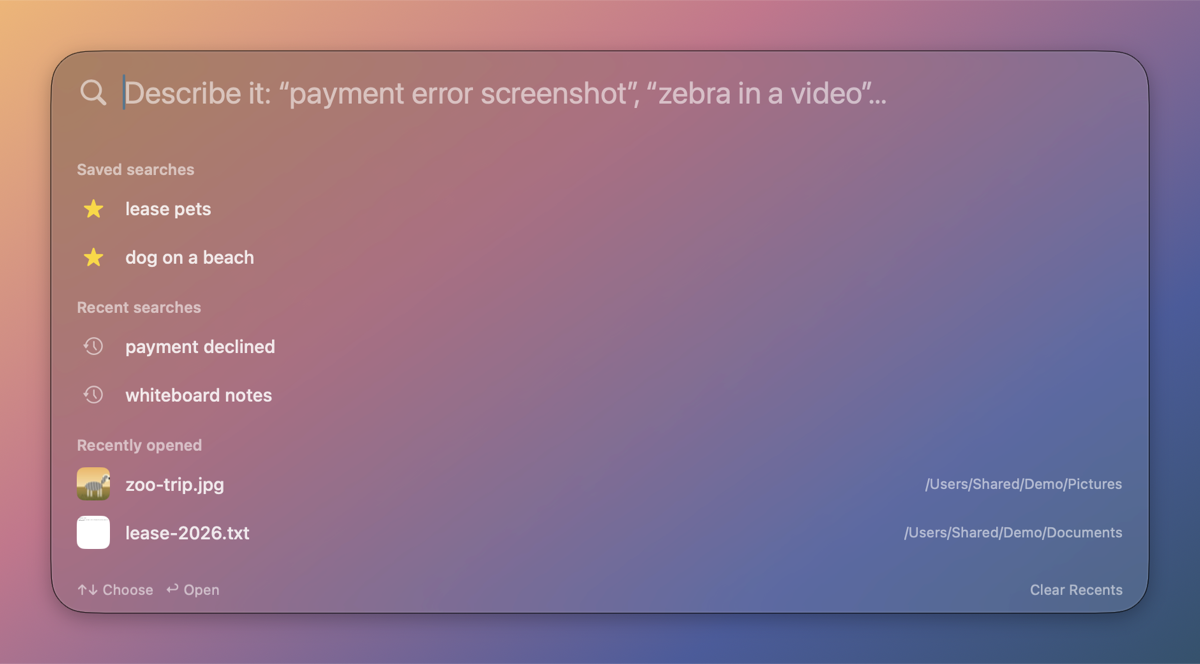 Describe it: “payment error screenshot”, “zebra in a video”...
Saved searches
lease pets
dog on a beach
Recent searches
payment declined
whiteboard notes
Recently opened
zoo-trip.jpg /Users/Shared/Demo/Pictures
lease-2026.txt /Users/Shared/Demo/Documents
↑↓ Choose ↩ Open Clear Recents